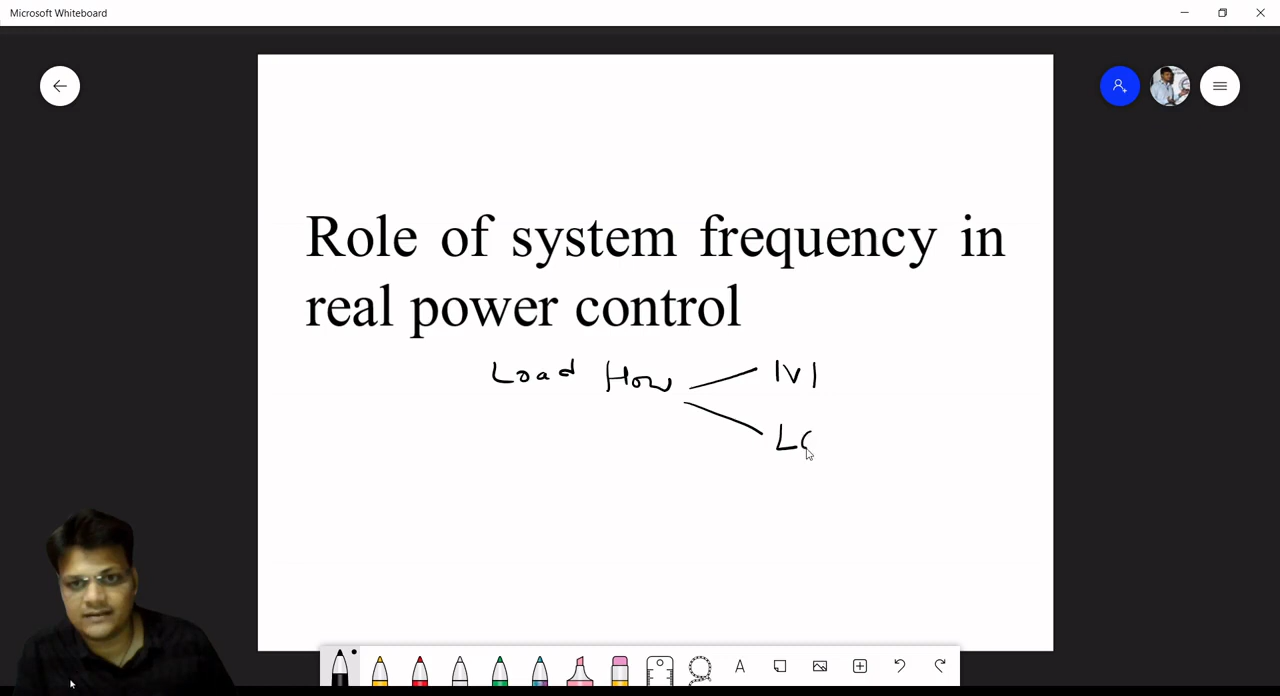 Microsoft Whiteboard
Role of system frequency in
real power control
Load flow
|V|
A